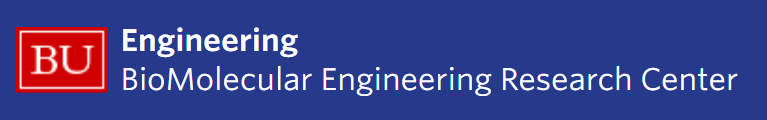 BU
Engineering
BioMolecular Engineering Research Center